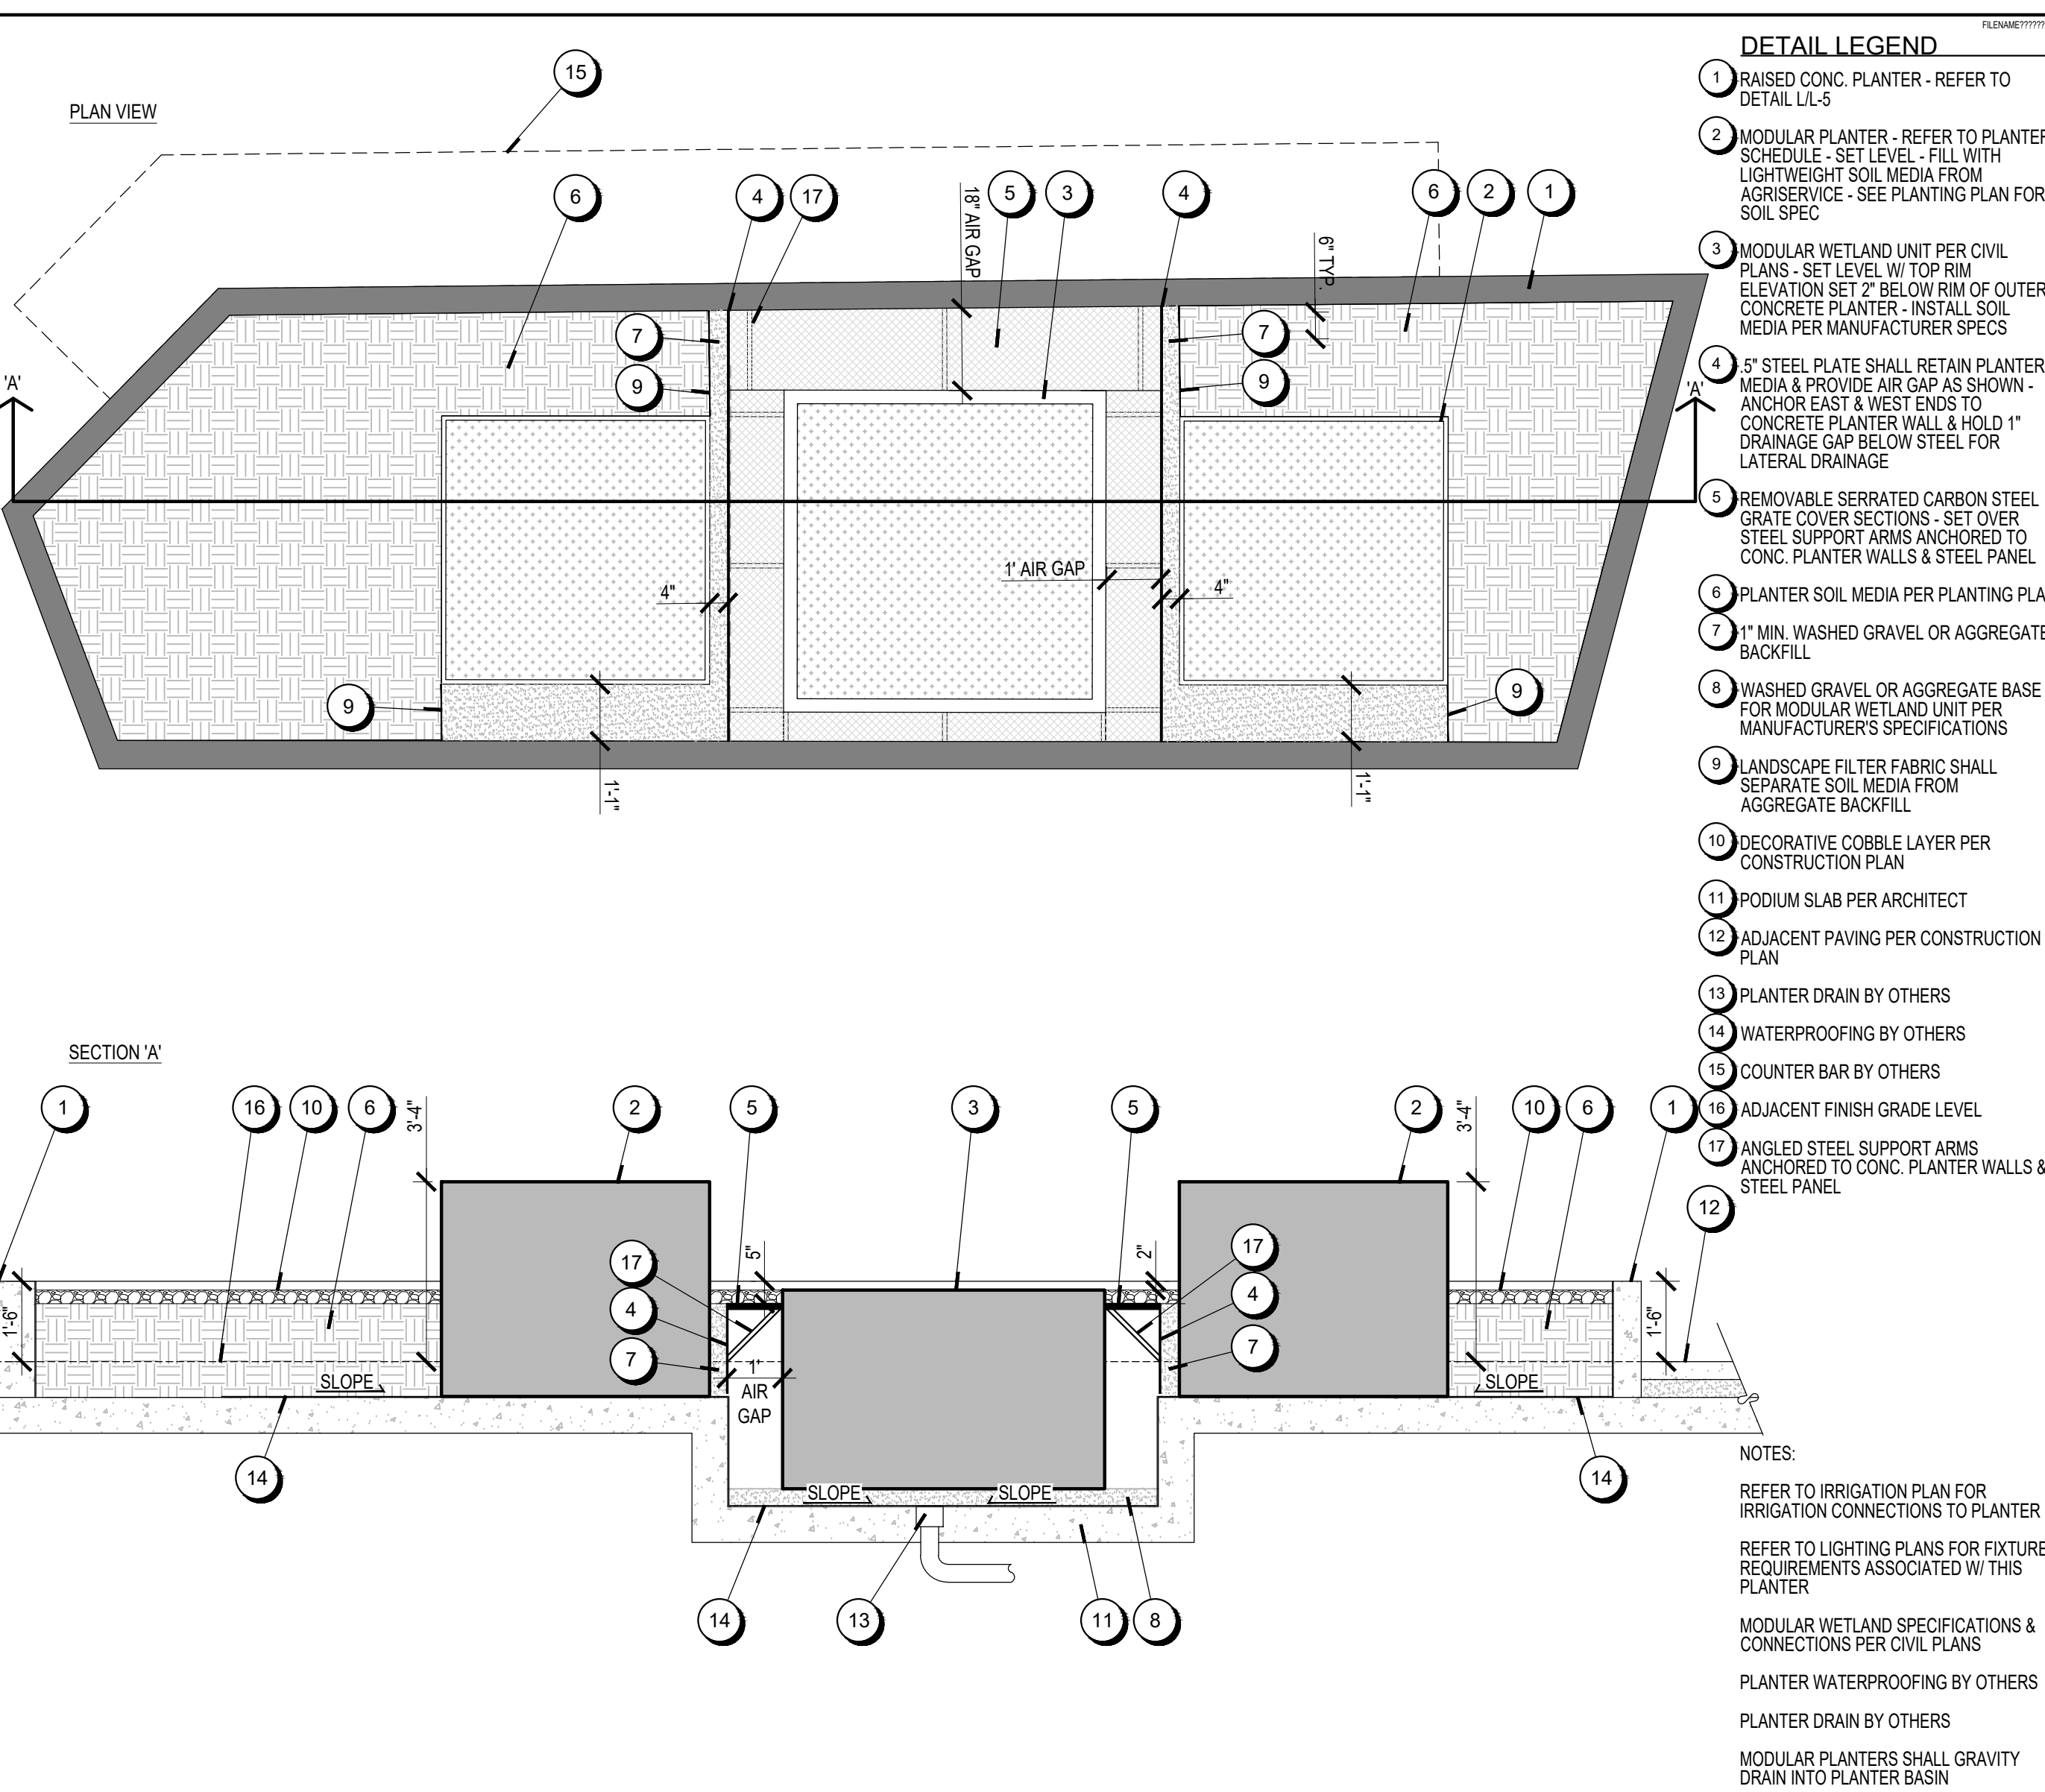 FILENAME??????
PLAN VIEW
15
6
4
17
18" AIR GAP
5
3
4
6" TYP.
6
2
1
7
9
7
9
'A'
'A'
4"
1' AIR GAP
4"
9
9
1'-1"
1'-1"
SECTION 'A'
1
16
10
6
3'-4"
2
5
3
5
2
3'-4"
10
6
1
12
1'-6"
17
4
7
5"
2"
17
4
7
1'-6"
1'
AIR
GAP
SLOPE
SLOPE
SLOPE
SLOPE
14
14
14
13
11
8
DETAIL LEGEND
1 RAISED CONC. PLANTER - REFER TO
DETAIL L/L-5
2 MODULAR PLANTER - REFER TO PLANTER
SCHEDULE - SET LEVEL - FILL WITH
LIGHTWEIGHT SOIL MEDIA FROM
AGRISERVICE - SEE PLANTING PLAN FOR
SOIL SPEC
3 MODULAR WETLAND UNIT PER CIVIL
PLANS - SET LEVEL W/ TOP RIM
ELEVATION SET 2" BELOW RIM OF OUTER
CONCRETE PLANTER - INSTALL SOIL
MEDIA PER MANUFACTURER SPECS
4 .5" STEEL PLATE SHALL RETAIN PLANTER
MEDIA & PROVIDE AIR GAP AS SHOWN -
ANCHOR EAST & WEST ENDS TO
CONCRETE PLANTER WALL & HOLD 1"
DRAINAGE GAP BELOW STEEL FOR
LATERAL DRAINAGE
5 REMOVABLE SERRATED CARBON STEEL
GRATE COVER SECTIONS - SET OVER
STEEL SUPPORT ARMS ANCHORED TO
CONC. PLANTER WALLS & STEEL PANEL
6 PLANTER SOIL MEDIA PER PLANTING PLA
7 1" MIN. WASHED GRAVEL OR AGGREGATE
BACKFILL
8 WASHED GRAVEL OR AGGREGATE BASE
FOR MODULAR WETLAND UNIT PER
MANUFACTURER'S SPECIFICATIONS
9 LANDSCAPE FILTER FABRIC SHALL
SEPARATE SOIL MEDIA FROM
AGGREGATE BACKFILL
10 DECORATIVE COBBLE LAYER PER
CONSTRUCTION PLAN
11 PODIUM SLAB PER ARCHITECT
12 ADJACENT PAVING PER CONSTRUCTION
PLAN
13 PLANTER DRAIN BY OTHERS
14 WATERPROOFING BY OTHERS
15 COUNTER BAR BY OTHERS
16 ADJACENT FINISH GRADE LEVEL
17 ANGLED STEEL SUPPORT ARMS
ANCHORED TO CONC. PLANTER WALLS &
STEEL PANEL
NOTES:
REFER TO IRRIGATION PLAN FOR
IRRIGATION CONNECTIONS TO PLANTER
REFER TO LIGHTING PLANS FOR FIXTURE
REQUIREMENTS ASSOCIATED W/ THIS
PLANTER
MODULAR WETLAND SPECIFICATIONS &
CONNECTIONS PER CIVIL PLANS
PLANTER WATERPROOFING BY OTHERS
PLANTER DRAIN BY OTHERS
MODULAR PLANTERS SHALL GRAVITY
DRAIN INTO PLANTER BASIN